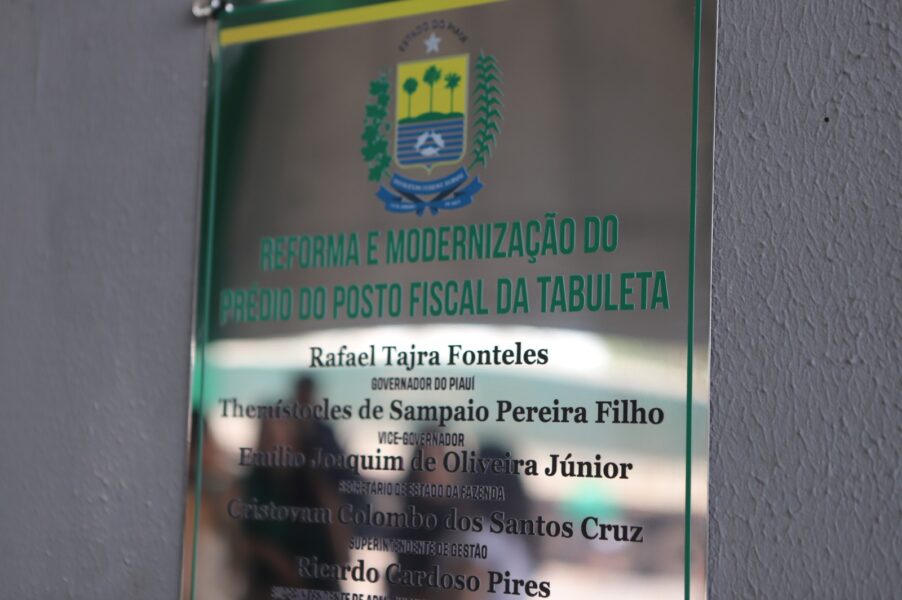 ESTADO DO PIAUÍ
REFORMA E MODERNIZAÇÃO DO
PRÉDIO DO POSTO FISCAL DA TABULETA
Rafael Tajra Fonteles
GOVERNADOR DO PIAUÍ
Themístocles de Sampaio Pereira Filho
VICE-GOVERNADOR
Emílio Joaquim de Oliveira Júnior
SECRETÁRIO DE ESTADO DA FAZENDA
Cristovam Colombo dos Santos Cruz
SUPERINTENDENTE DE GESTÃO
Ricardo Cardoso Pires
SUPERINTENDENTE DE